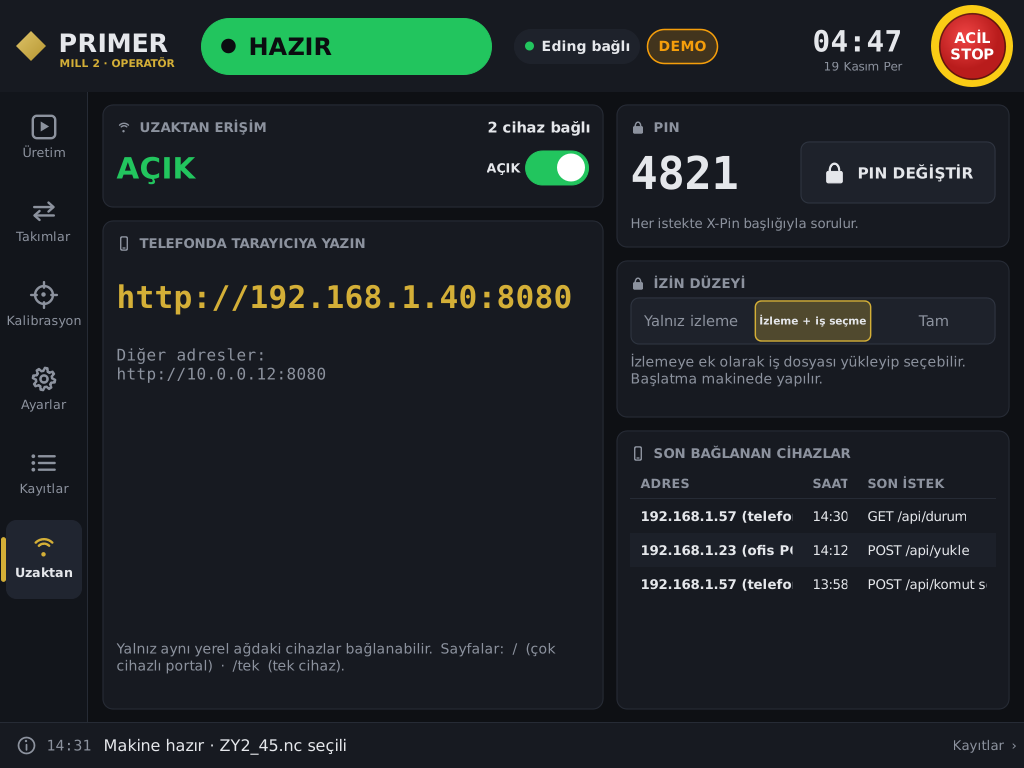 PRIMER
MILL 2 · OPERATÖR
HAZIR
Eding bağlı
DEMO
04:47
19 Kasım Per
ACİL
STOP
Üretim
Takımlar
Kalibrasyon
Ayarlar
Kayıtlar
Uzaktan
UZAKTAN ERİŞİM
2 cihaz bağlı
AÇIK
AÇIK
TELEFONDA TARAYICIYA YAZIN
http://192.168.1.40:8080
Diğer adresler:
http://10.0.0.12:8080
Yalnız aynı yerel ağdaki cihazlar bağlanabilir. Sayfalar: / (çok
cihazlı portal) · /tek (tek cihaz).
PIN
4821
PIN DEĞİŞTİR
Her istekte X-Pin başlığıyla sorulur.
İZİN DÜZEYİ
Yalnız izleme
İzleme + iş seçme
Tam
İzlemeye ek olarak iş dosyası yükleyip seçebilir.
Başlatma makinede yapılır.
SON BAĞLANAN CİHAZLAR
ADRES SAAT SON İSTEK
192.168.1.57 (telefo 14:30 GET /api/durum
192.168.1.23 (ofis P 14:12 POST /api/yukle
192.168.1.57 (telefo 13:58 POST /api/komut s
14:31 Makine hazır · ZY2_45.nc seçili
Kayıtlar ›